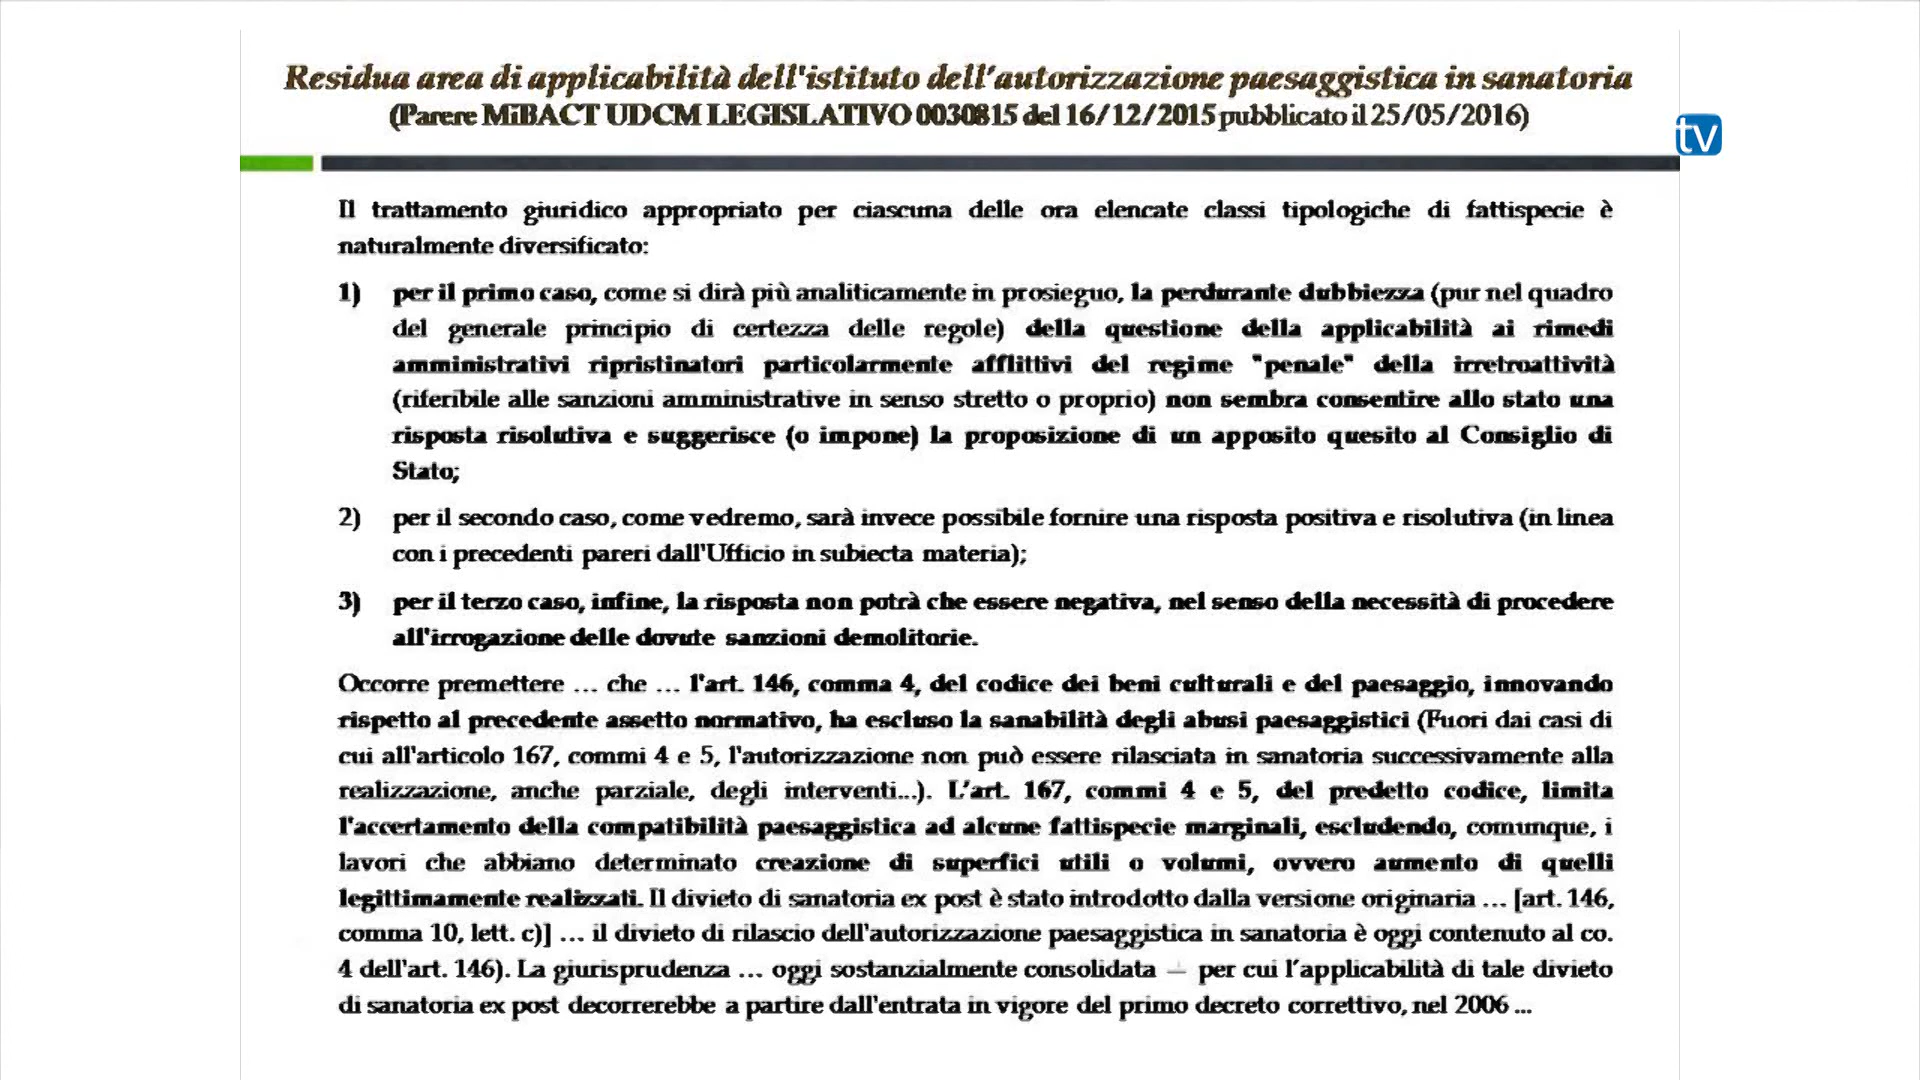 Residua area di applicabilità dell'istituto dell’autorizzazione paesaggistica in sanatoria
(Parere MiBACT UDCM LEGISLATIVO 0030815 del 16/12/2015 pubblicato il 25/05/2016)
tv
Il trattamento giuridico appropriato per ciascuna delle ora elencate classi tipologiche di fattispecie è
naturalmente diversificato:
1) per il primo caso, come si dirà più analiticamente in prosieguo, la perdurante dubbiezza (pur nel quadro
del generale principio di certezza delle regole) della questione della applicabilità ai rimedi
amministrativi ripristinatori particolarmente afflittivi del regime "penale" della irretroattività
(riferibile alle sanzioni amministrative in senso stretto o proprio) non sembra consentire allo stato una
risposta risolutiva e suggerisce (o impone) la proposizione di un apposito quesito al Consiglio di
Stato;
2) per il secondo caso, come vedremo, sarà invece possibile fornire una risposta positiva e risolutiva (in linea
con i precedenti pareri dall'Ufficio in subiecta materia);
3) per il terzo caso, infine, la risposta non potrà che essere negativa, nel senso della necessità di procedere
all'irrogazione delle dovute sanzioni demolitorie.
Occorre premettere … che … l'art. 146, comma 4, del codice dei beni culturali e del paesaggio, innovando
rispetto al precedente assetto normativo, ha escluso la sanabilità degli abusi paesaggistici (Fuori dai casi di
cui all'articolo 167, commi 4 e 5, l'autorizzazione non può essere rilasciata in sanatoria successivamente alla
realizzazione, anche parziale, degli interventi...). L’art. 167, commi 4 e 5, del predetto codice, limita
l'accertamento della compatibilità paesaggistica ad alcune fattispecie marginali, escludendo, comunque, i
lavori che abbiano determinato creazione di superfici utili o volumi, ovvero aumento di quelli
legittimamente realizzati. Il divieto di sanatoria ex post è stato introdotto dalla versione originaria … [art. 146,
comma 10, lett. c)] … il divieto di rilascio dell'autorizzazione paesaggistica in sanatoria è oggi contenuto al co.
4 dell'art. 146). La giurisprudenza … oggi sostanzialmente consolidata – per cui l’applicabilità di tale divieto
di sanatoria ex post decorrerebbe a partire dall'entrata in vigore del primo decreto correttivo, nel 2006 ...